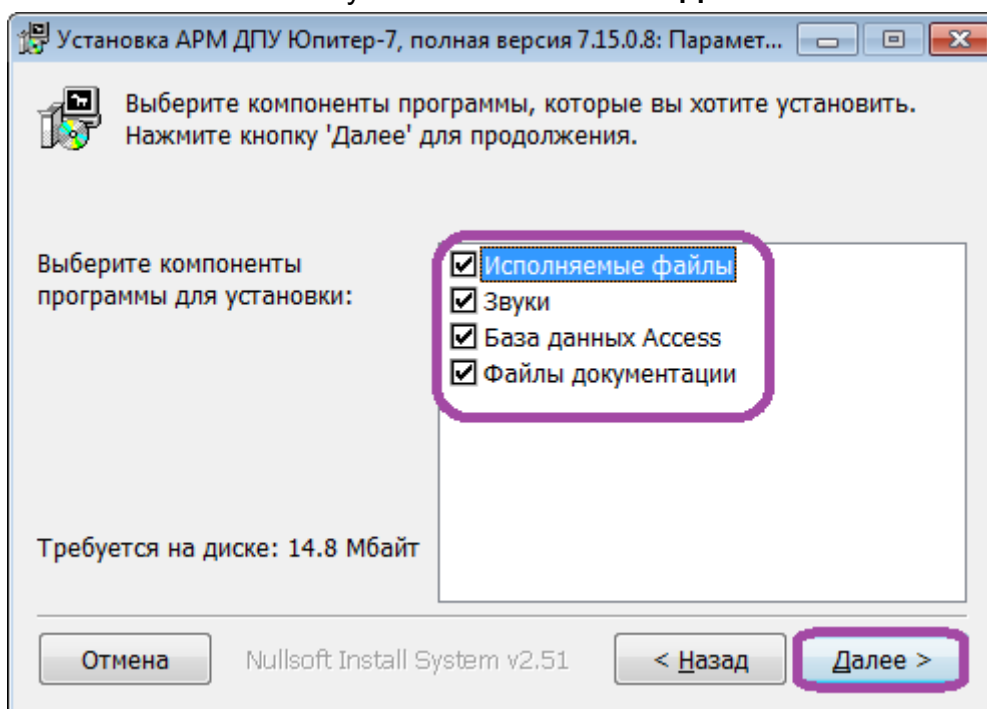 Установка АРМ ДПУ Юпитер-7, полная версия 7.15.0.8: Парамет...
Выберите компоненты программы, которые вы хотите установить.
Нажмите кнопку 'Далее' для продолжения.
Выберите компоненты
программы для установки:
Исполняемые файлы
Звуки
База данных Access
Файлы документации
Требуется на диске: 14.8 Мбайт
Отмена
Nullsoft Install System v2.51
< Назад
Далее >